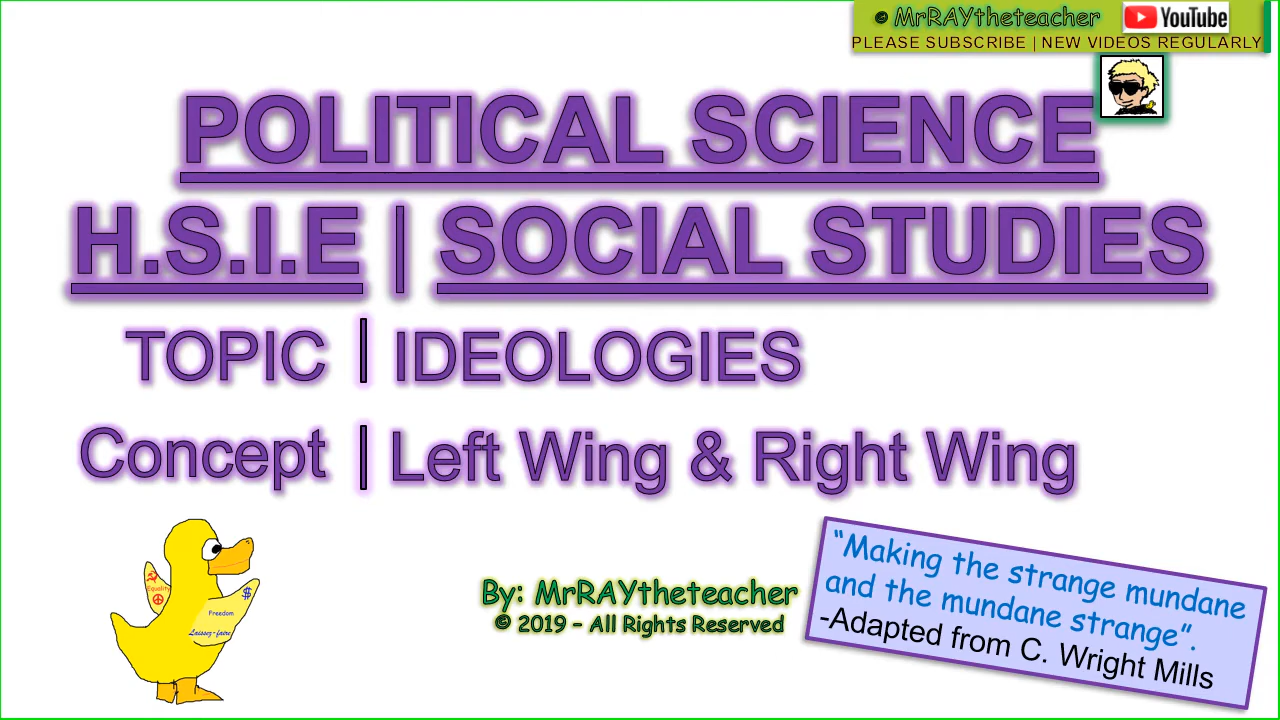 © MrRAYtheteacher YouTube
PLEASE SUBSCRIBE | NEW VIDEOS REGULARLY
POLITICAL SCIENCE
H.S.I.E | SOCIAL STUDIES
TOPIC | IDEOLOGIES
Concept | Left Wing & Right Wing
Equality
$
Freedom
Laissez-faire
By: MrRAYtheteacher
© 2019 – All Rights Reserved
“Making the strange mundane
and the mundane strange”.
-Adapted from C. Wright Mills